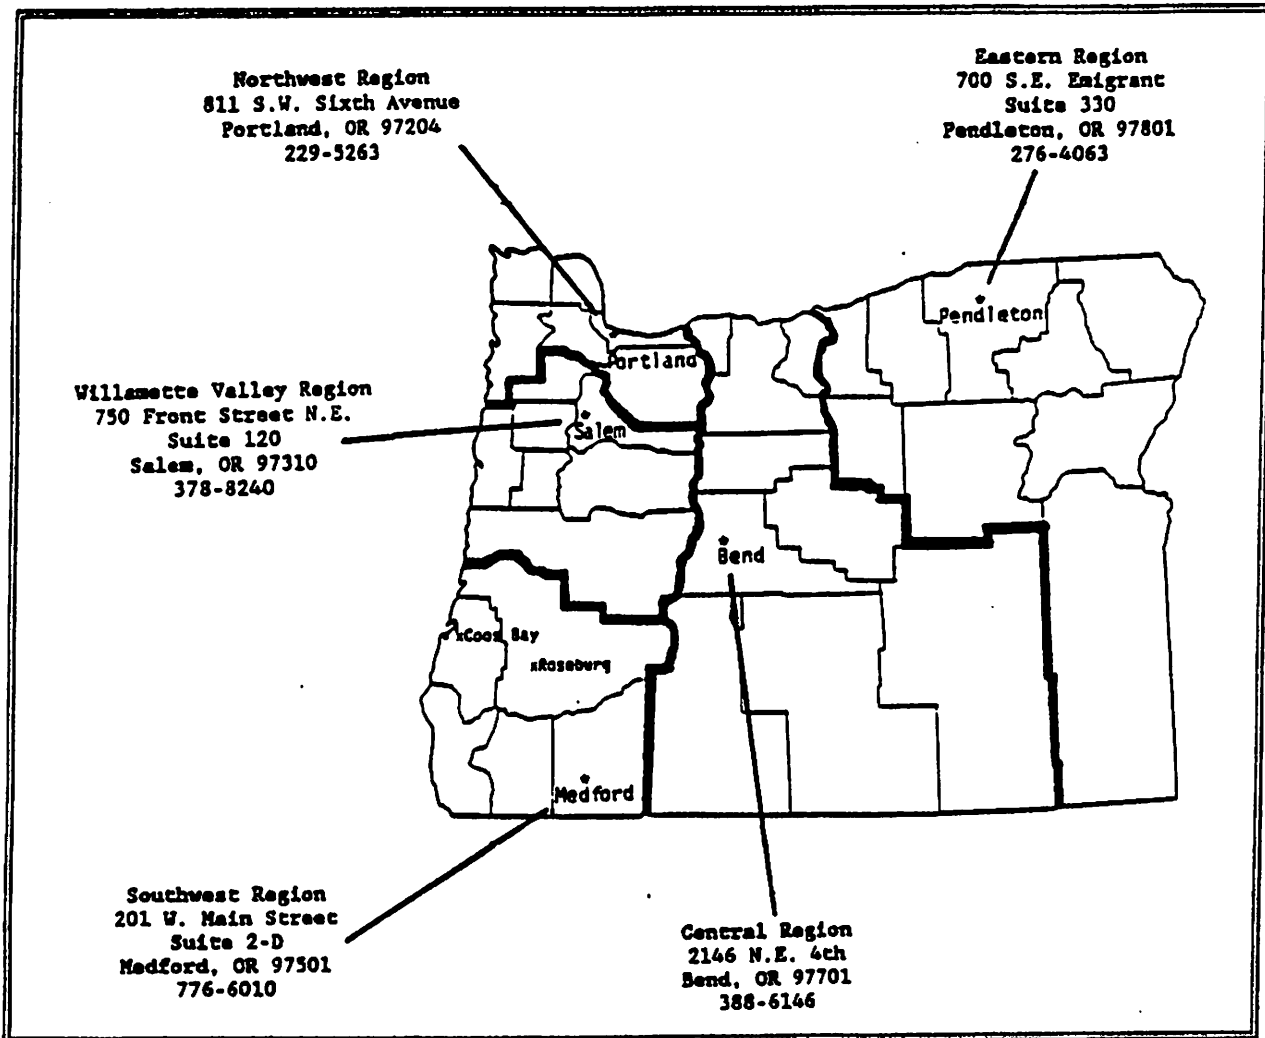 Northwest Region
811 S.W. Sixth Avenue
Portland, OR 97204
229-5263
Eastern Region
700 S.E. Emigrant
Suite 330
Pendleton, OR 97801
276-4063
Pendleton
Portland
Willamette Valley Region
750 Front Street N.E.
Suite 120
Salem, OR 97310
378-8240
Salem
Bend
xCoos Bay
xRoseburg
Medford
Southwest Region
201 W. Main Street
Suite 2-D
Medford, OR 97501
776-6010
Central Region
2146 N.E. 4th
Bend, OR 97701
388-6146